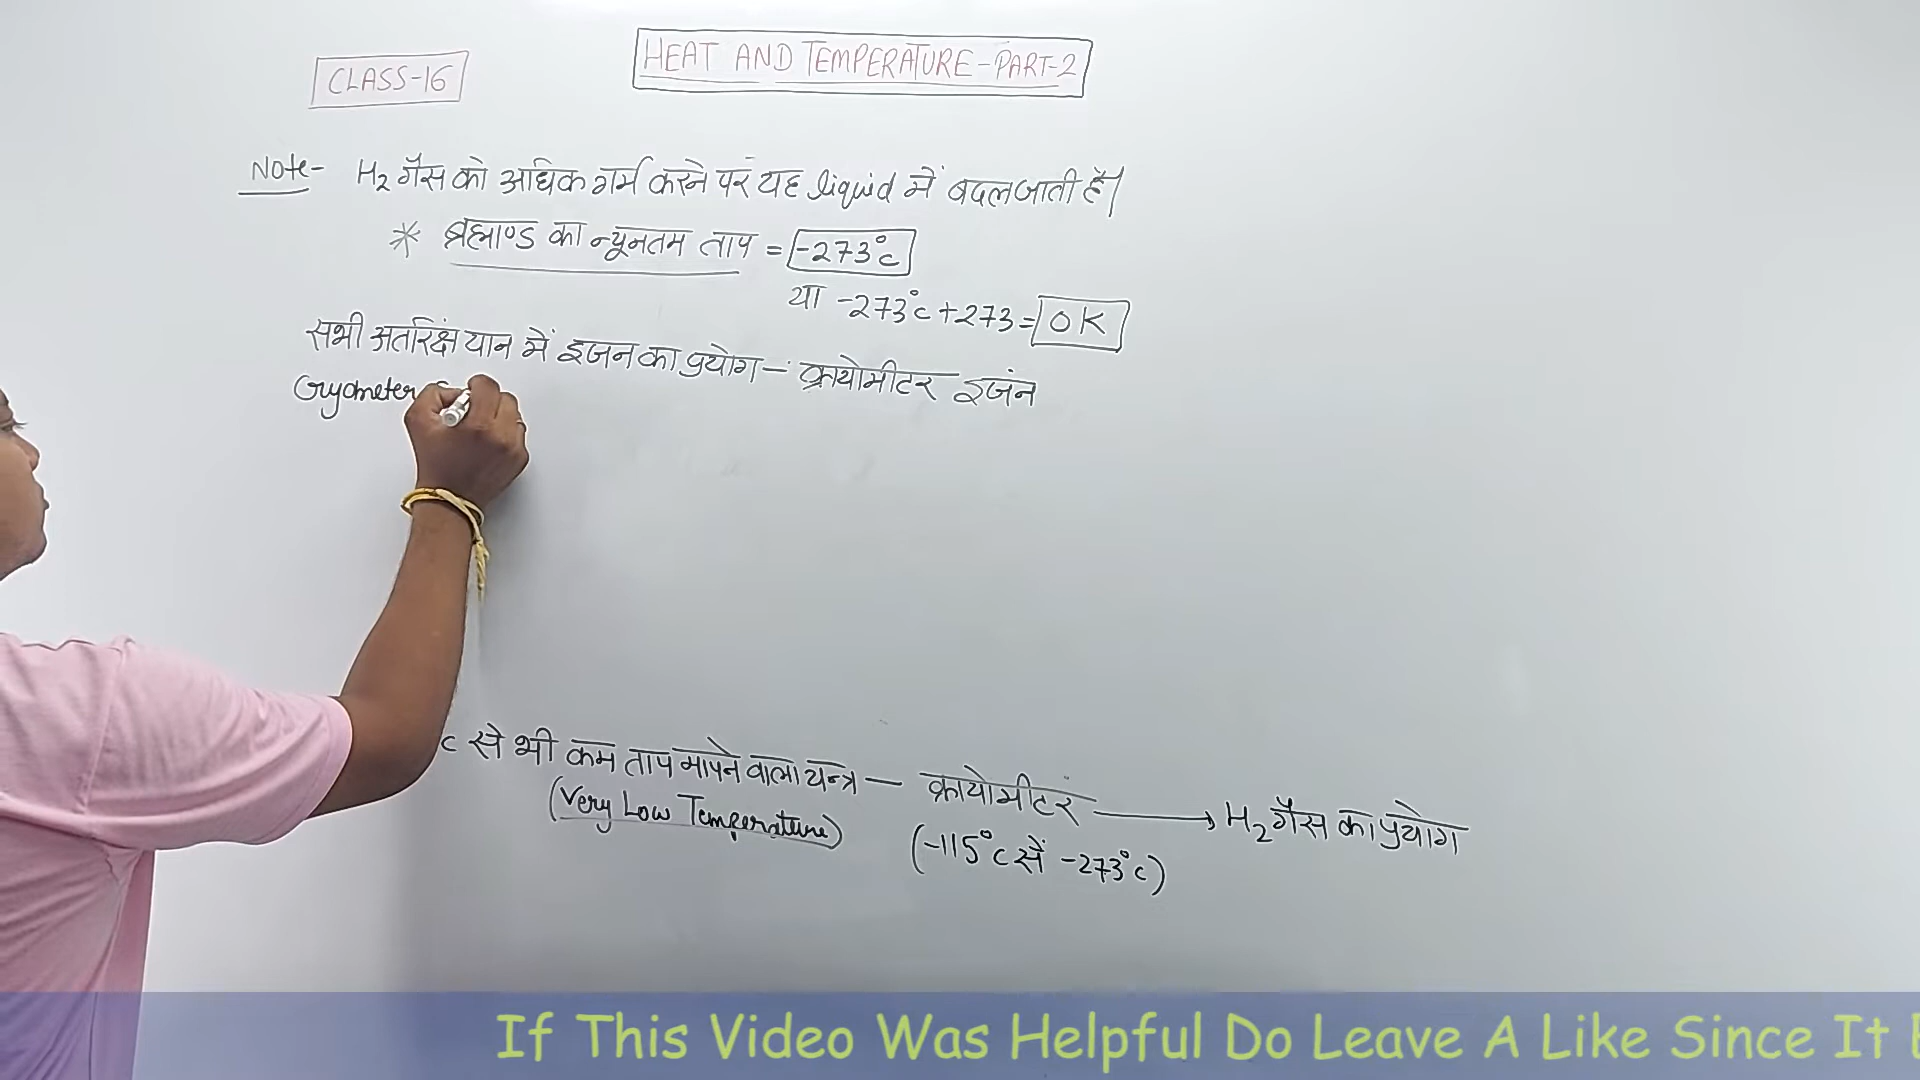 CLASS-16
HEAT AND TEMPERATURE-PART-2
Note- H₂ गैस को अधिक गर्म करने पर यह liquid में बदल जाती है।
* ब्रह्माण्ड का न्यूनतम ताप = -273°c
या -273°c+273= 0K
सभी अतंरिक्ष यान में इजन का प्रयोग - क्रायोमीटर इजंन
Cryometer
c से भी कम ताप मापने वाला यन्त्र - क्रायोमीटर → H₂ गैस का प्रयोग
(Very Low Temperature)
(-115°c सें -273°c)
If This Video Was Helpful Do Leave A Like Since It